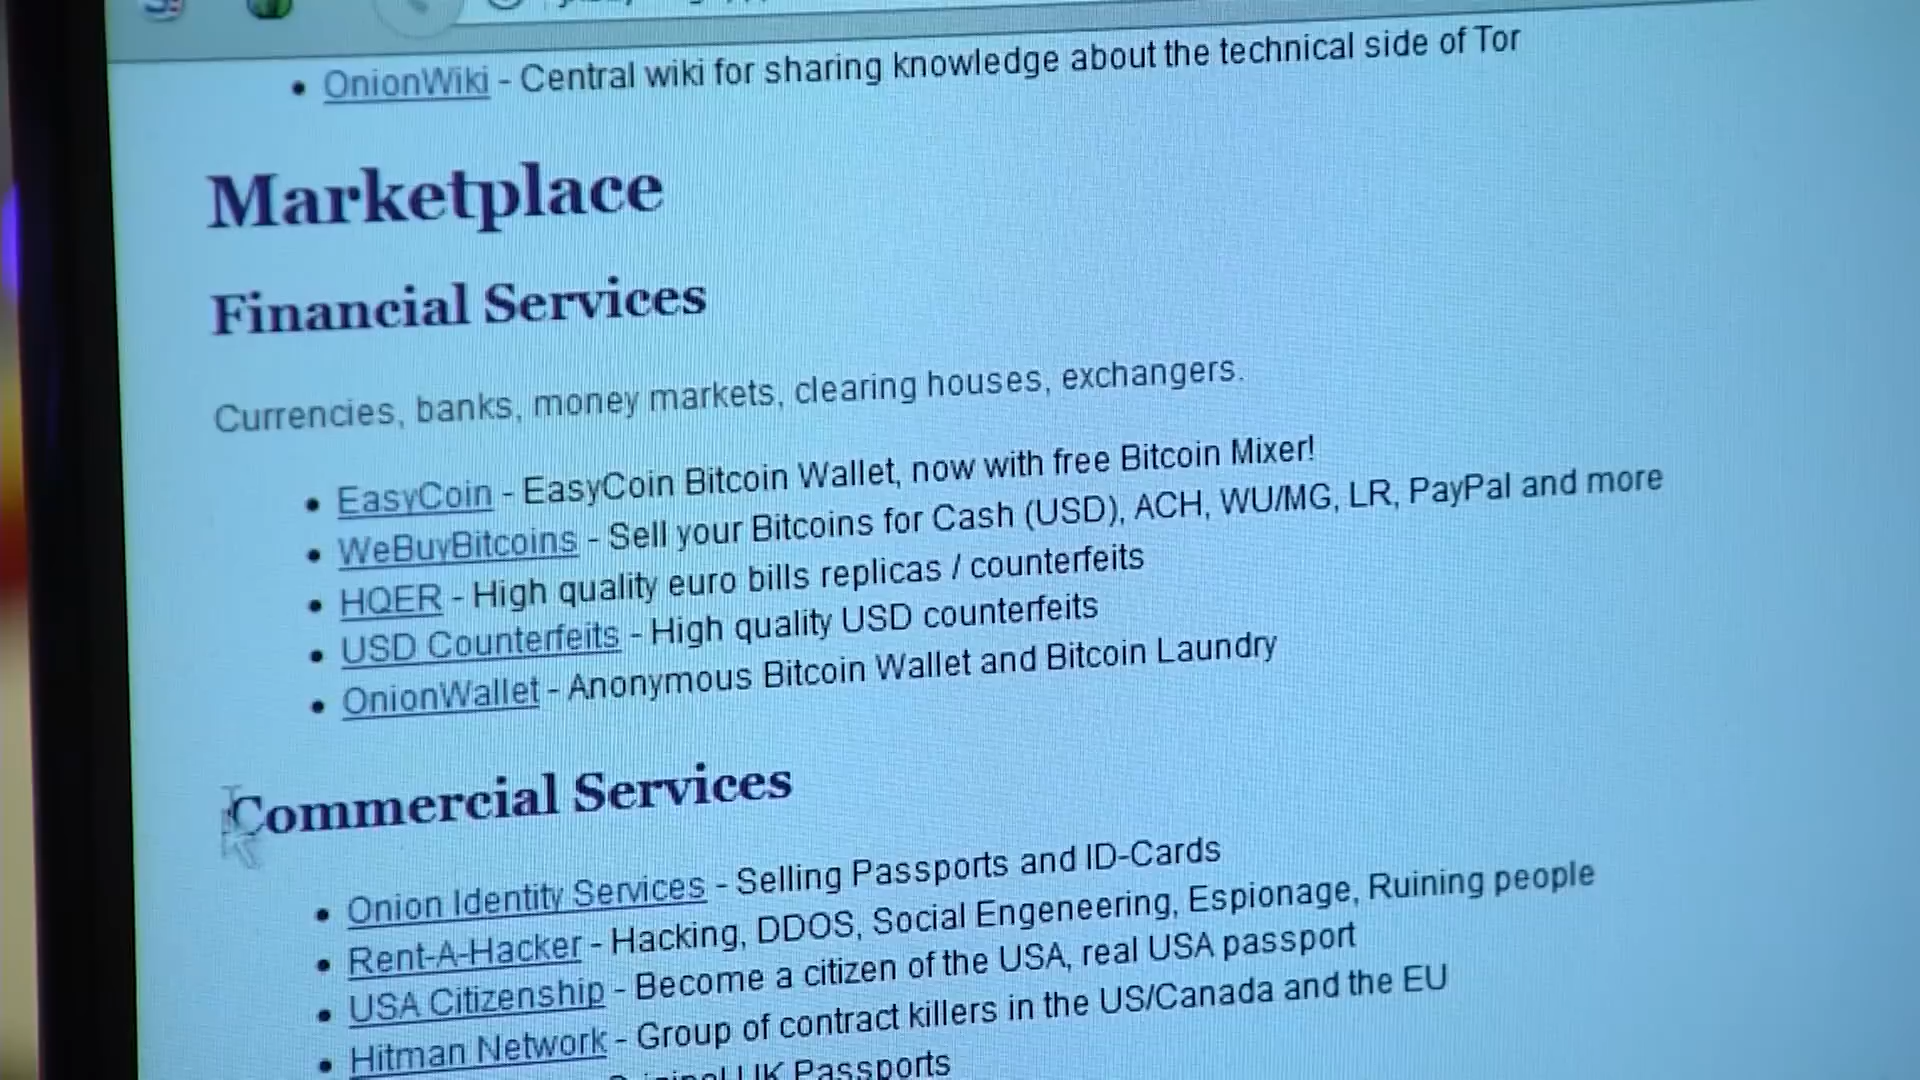 OnionWiki - Central wiki for sharing knowledge about the technical side of Tor
Marketplace
Financial Services
Currencies, banks, money markets, clearing houses, exchangers.
EasyCoin - EasyCoin Bitcoin Wallet, now with free Bitcoin Mixer!
WeBuyBitcoins - Sell your Bitcoins for Cash (USD), ACH, WU/MG, LR, PayPal and more
HQER - High quality euro bills replicas / counterfeits
USD Counterfeits - High quality USD counterfeits
OnionWallet - Anonymous Bitcoin Wallet and Bitcoin Laundry
Commercial Services
Onion Identity Services - Selling Passports and ID-Cards
Rent-A-Hacker - Hacking, DDOS, Social Engeneering, Espionage, Ruining people
USA Citizenship - Become a citizen of the USA, real USA passport
Hitman Network - Group of contract killers in the US/Canada and the EU
UK Passports